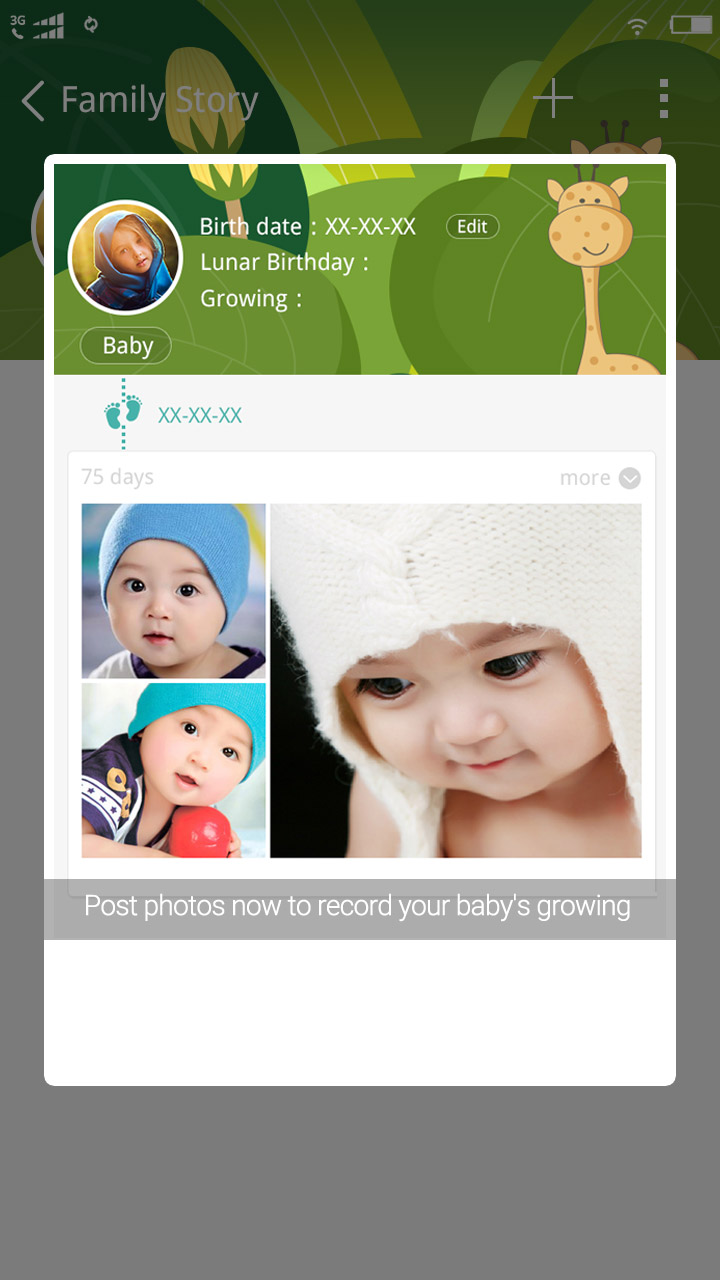 3G
Family Story
Birth date : XX-XX-XX
Edit
Lunar Birthday :
Growing :
Baby
XX-XX-XX
75 days
more
Post photos now to record your baby's growing